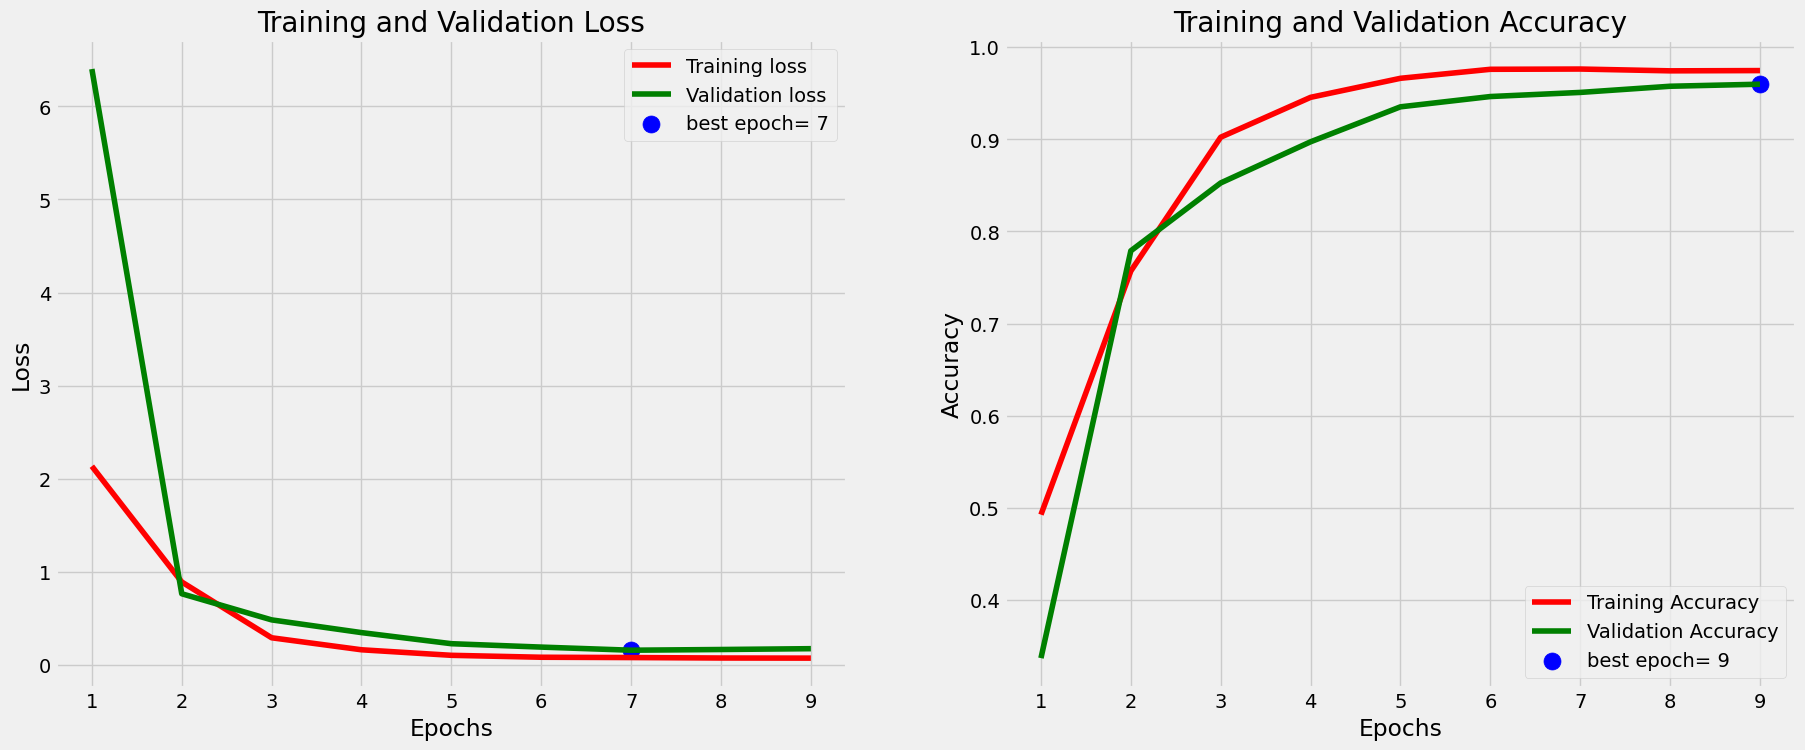 Training and Validation Loss
Training loss
Validation loss
best epoch= 7
6
5
4
3
2
1
0
Loss
1 2 3 4 5 6 7 8 9
Epochs
Training and Validation Accuracy
1.0
0.9
0.8
0.7
0.6
0.5
0.4
Accuracy
Training Accuracy
Validation Accuracy
best epoch= 9
1 2 3 4 5 6 7 8 9
Epochs